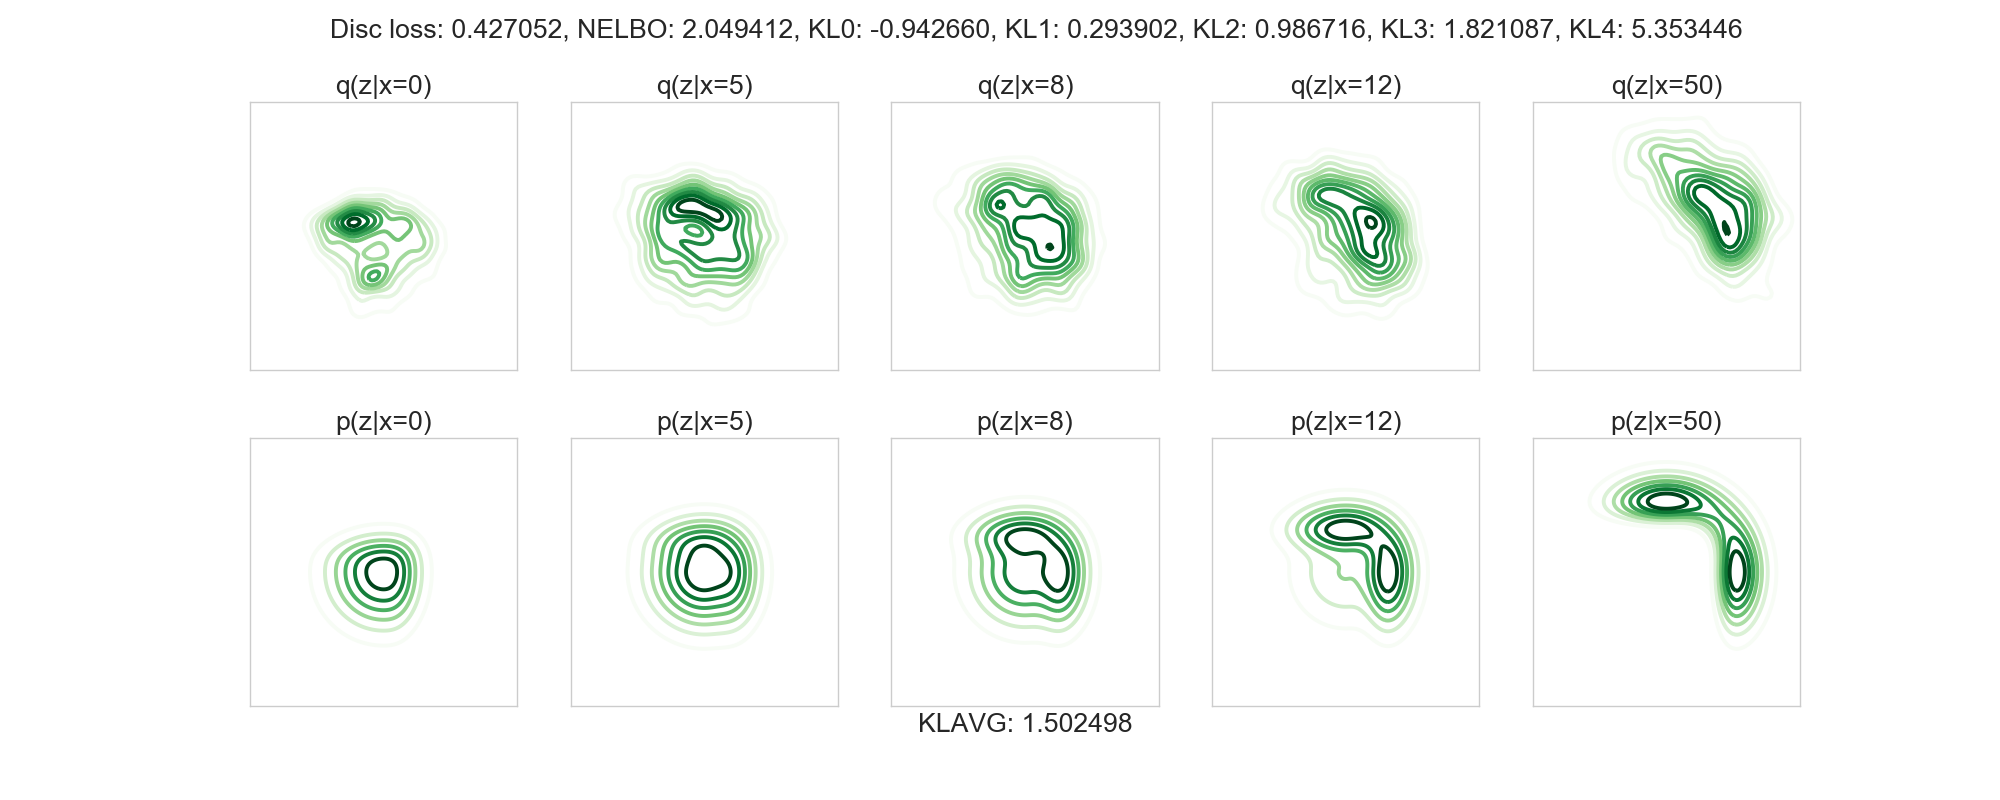 Disc loss: 0.427052, NELBO: 2.049412, KL0: -0.942660, KL1: 0.293902, KL2: 0.986716, KL3: 1.821087, KL4: 5.353446
q(z|x=0) q(z|x=5) q(z|x=8) q(z|x=12) q(z|x=50)
p(z|x=0) p(z|x=5) p(z|x=8) p(z|x=12) p(z|x=50)
KLAVG: 1.502498